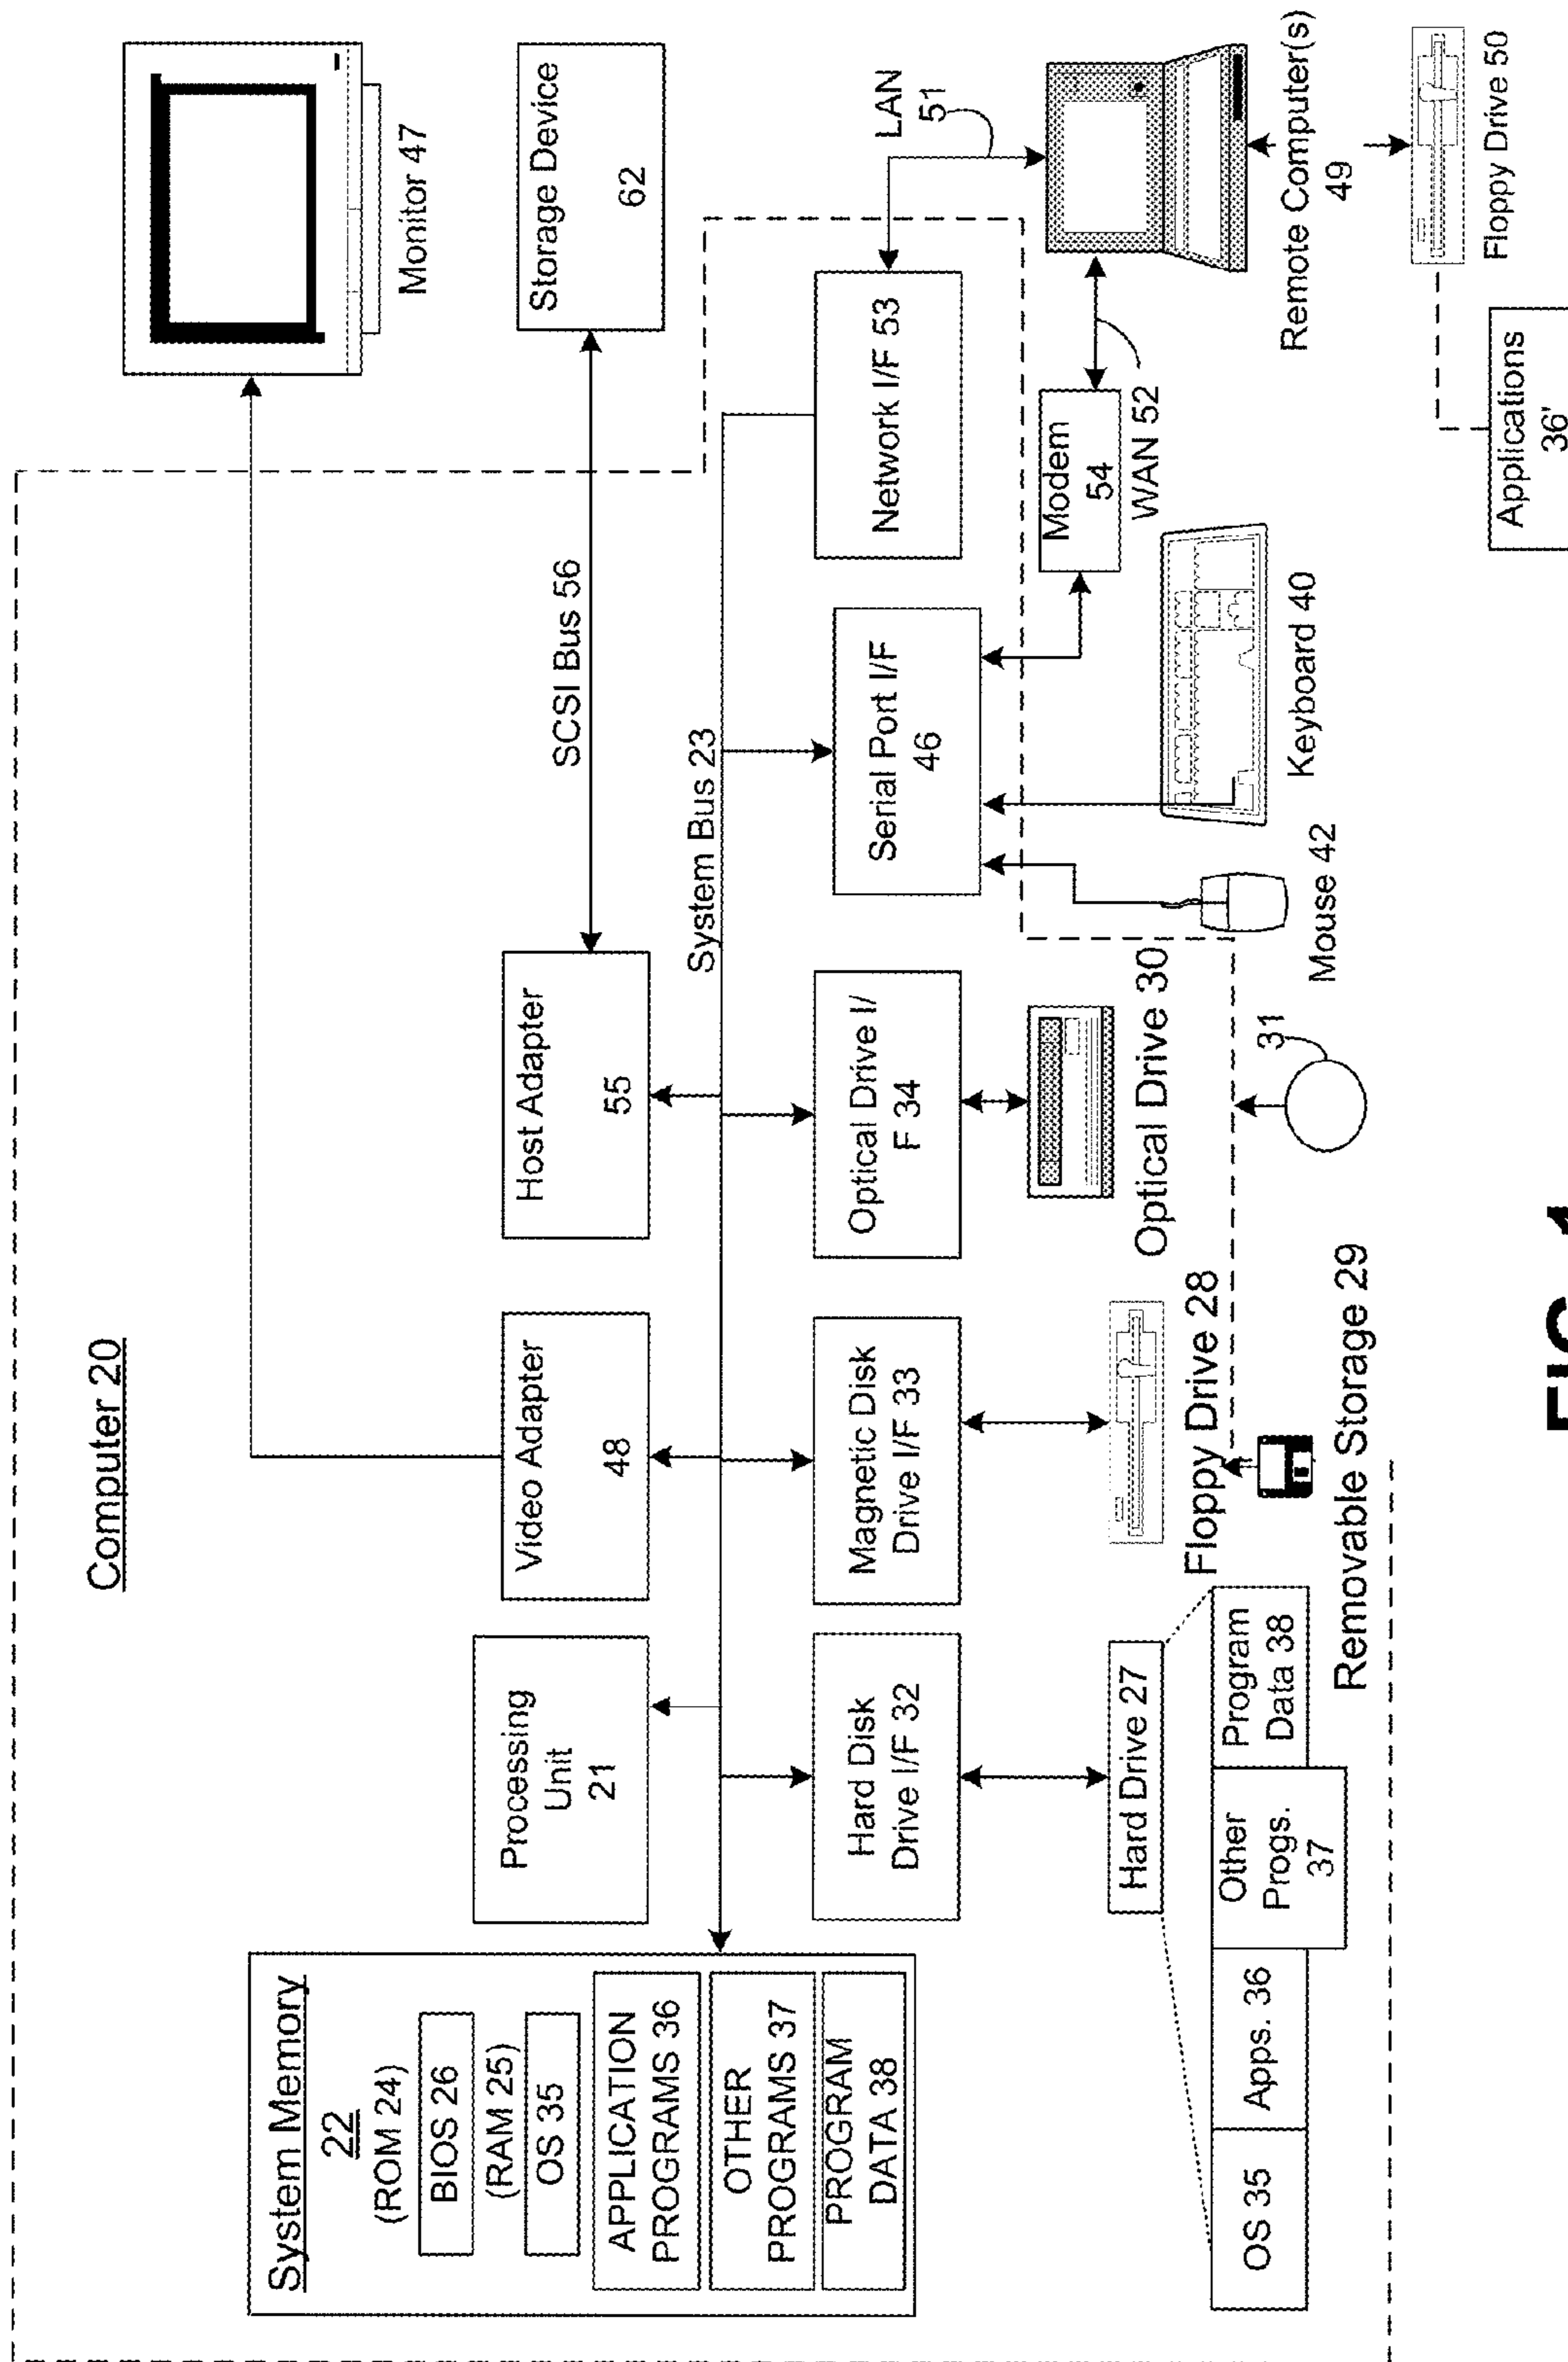 Computer 20
System Memory
22
(ROM 24)
BIOS 26
(RAM 25)
OS 35
APPLICATION
PROGRAMS 36
OTHER
PROGRAMS 37
PROGRAM
DATA 38
Processing
Unit
21
Video Adapter
48
Host Adapter
55
Monitor 47
SCSI Bus 56
Storage Device
62
System Bus 23
Hard Disk
Drive I/F 32
Magnetic Disk
Drive I/F 33
Optical Drive I/
F 34
Serial Port I/F
46
Network I/F 53
LAN
51
Hard Drive 27
Floppy Drive 28
Optical Drive 30
Modem
54
WAN 52
OS 35
Apps. 36
Other
Progs.
37
Program
Data 38
Removable Storage 29
31
Mouse 42
Keyboard 40
Remote Computer(s)
49
Floppy Drive 50
Applications
36'
FIG. 1